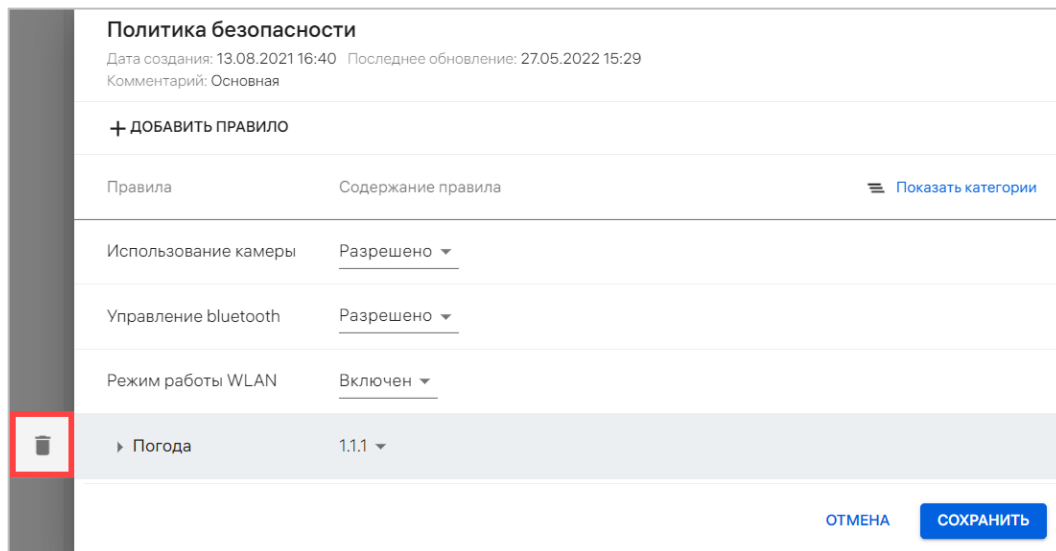 Политика безопасности
Дата создания: 13.08.2021 16:40 Последнее обновление: 27.05.2022 15:29
Комментарий: Основная
+ ДОБАВИТЬ ПРАВИЛО
Правила Содержание правила Показать категории
Использование камеры Разрешено
Управление bluetooth Разрешено
Режим работы WLAN Включен
Погода 1.1.1
ОТМЕНА СОХРАНИТЬ